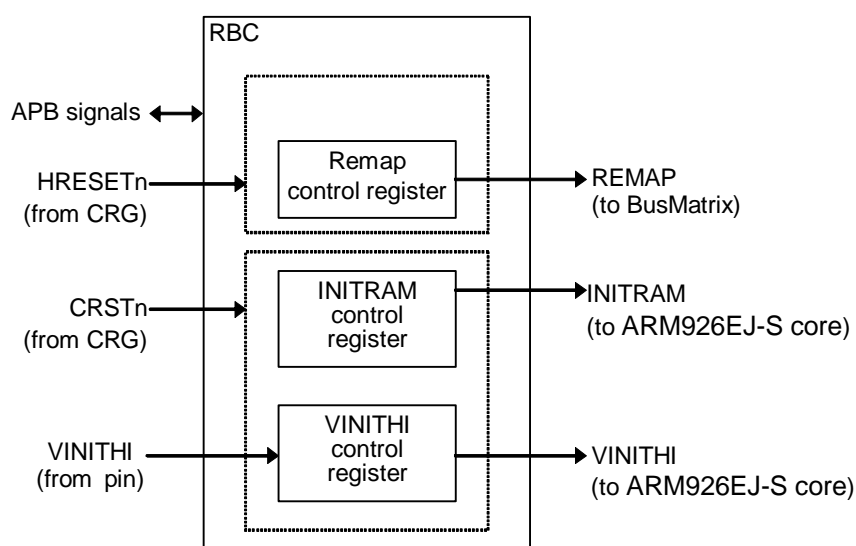 RBC
APB signals
HRESETn
(from CRG)
Remap
control register
REMAP
(to BusMatrix)
CRSTn
(from CRG)
INITRAM
control
register
INITRAM
(to ARM926EJ-S core)
VINITHI
(from pin)
VINITHI
control
register
VINITHI
(to ARM926EJ-S core)